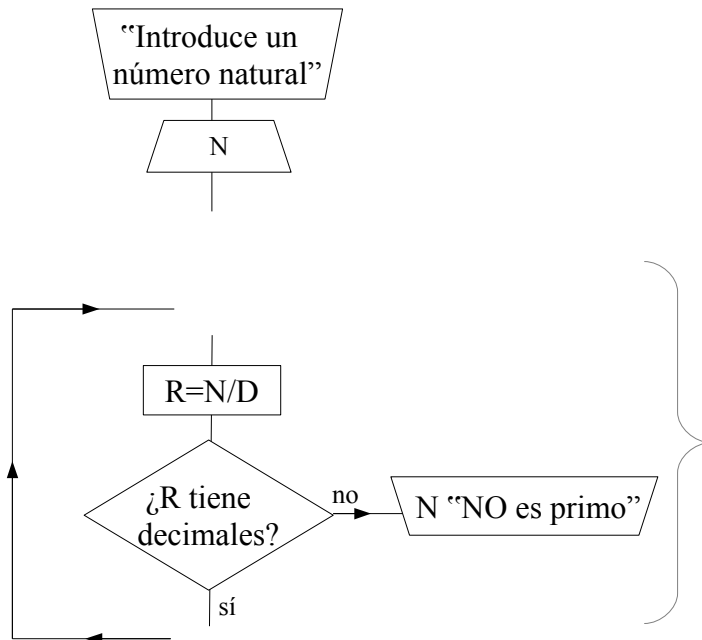 “Introduce un
número natural”
N
R=N/D
¿R tiene
decimales?
no
N “NO es primo”
sí